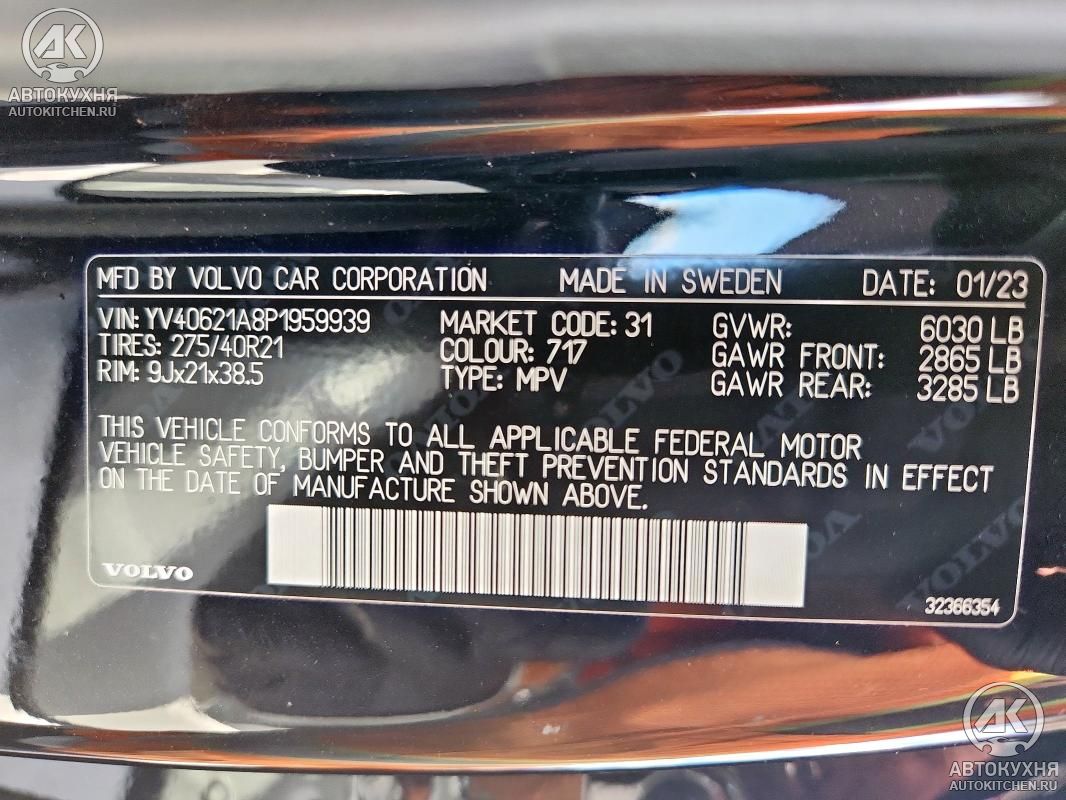 АВТОКУХНЯ
AUTOKITCHEN.RU
MFD BY VOLVO CAR CORPORATION MADE IN SWEDEN DATE: 01/23
VIN: YV40621A8P1959939 MARKET CODE: 31 GVWR: 6030 LB
TIRES: 275/40R21 COLOUR: 717 GAWR FRONT: 2865 LB
RIM: 9Jx21x38.5 TYPE: MPV GAWR REAR: 3285 LB
THIS VEHICLE CONFORMS TO ALL APPLICABLE FEDERAL MOTOR
VEHICLE SAFETY, BUMPER AND THEFT PREVENTION STANDARDS IN EFFECT
ON THE DATE OF MANUFACTURE SHOWN ABOVE.
VOLVO
32366354
АВТОКУХНЯ
AUTOKITCHEN.RU